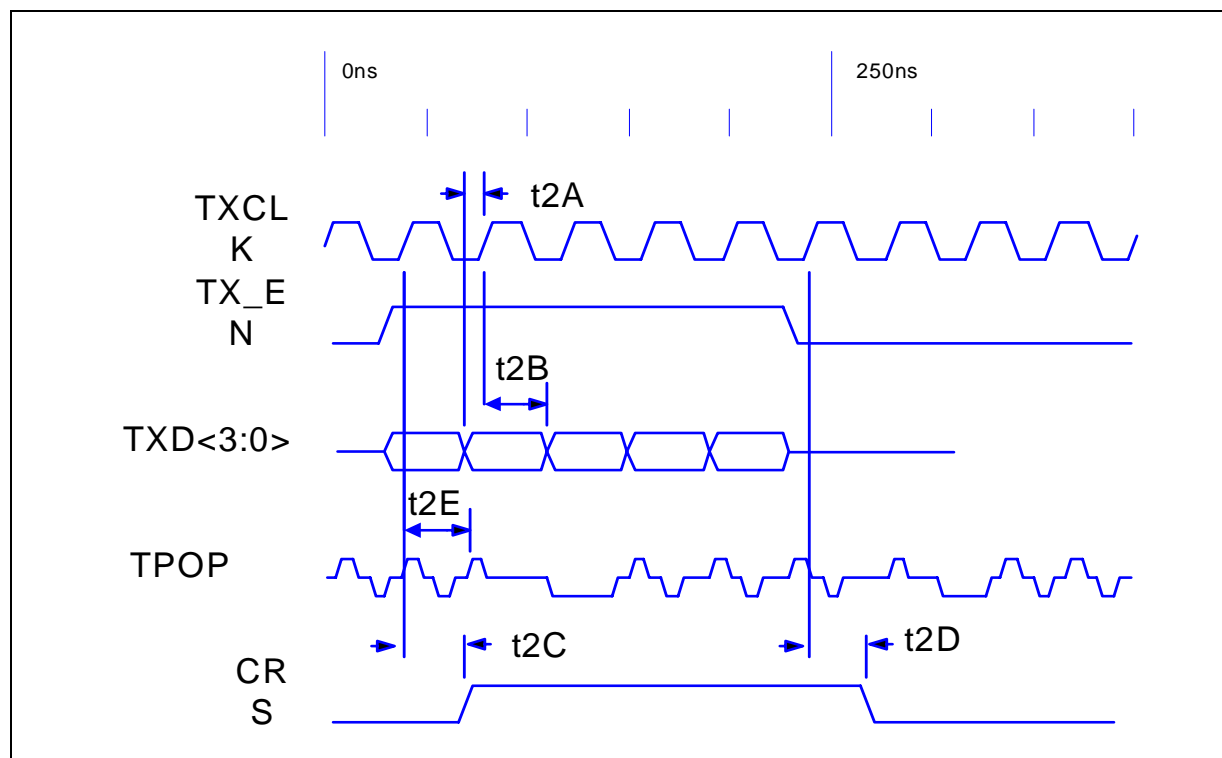 0ns
250ns
t2A
TXCL
K
TX_E
N
t2B
TXD<3:0>
t2E
TPOP
t2C
t2D
CR
S